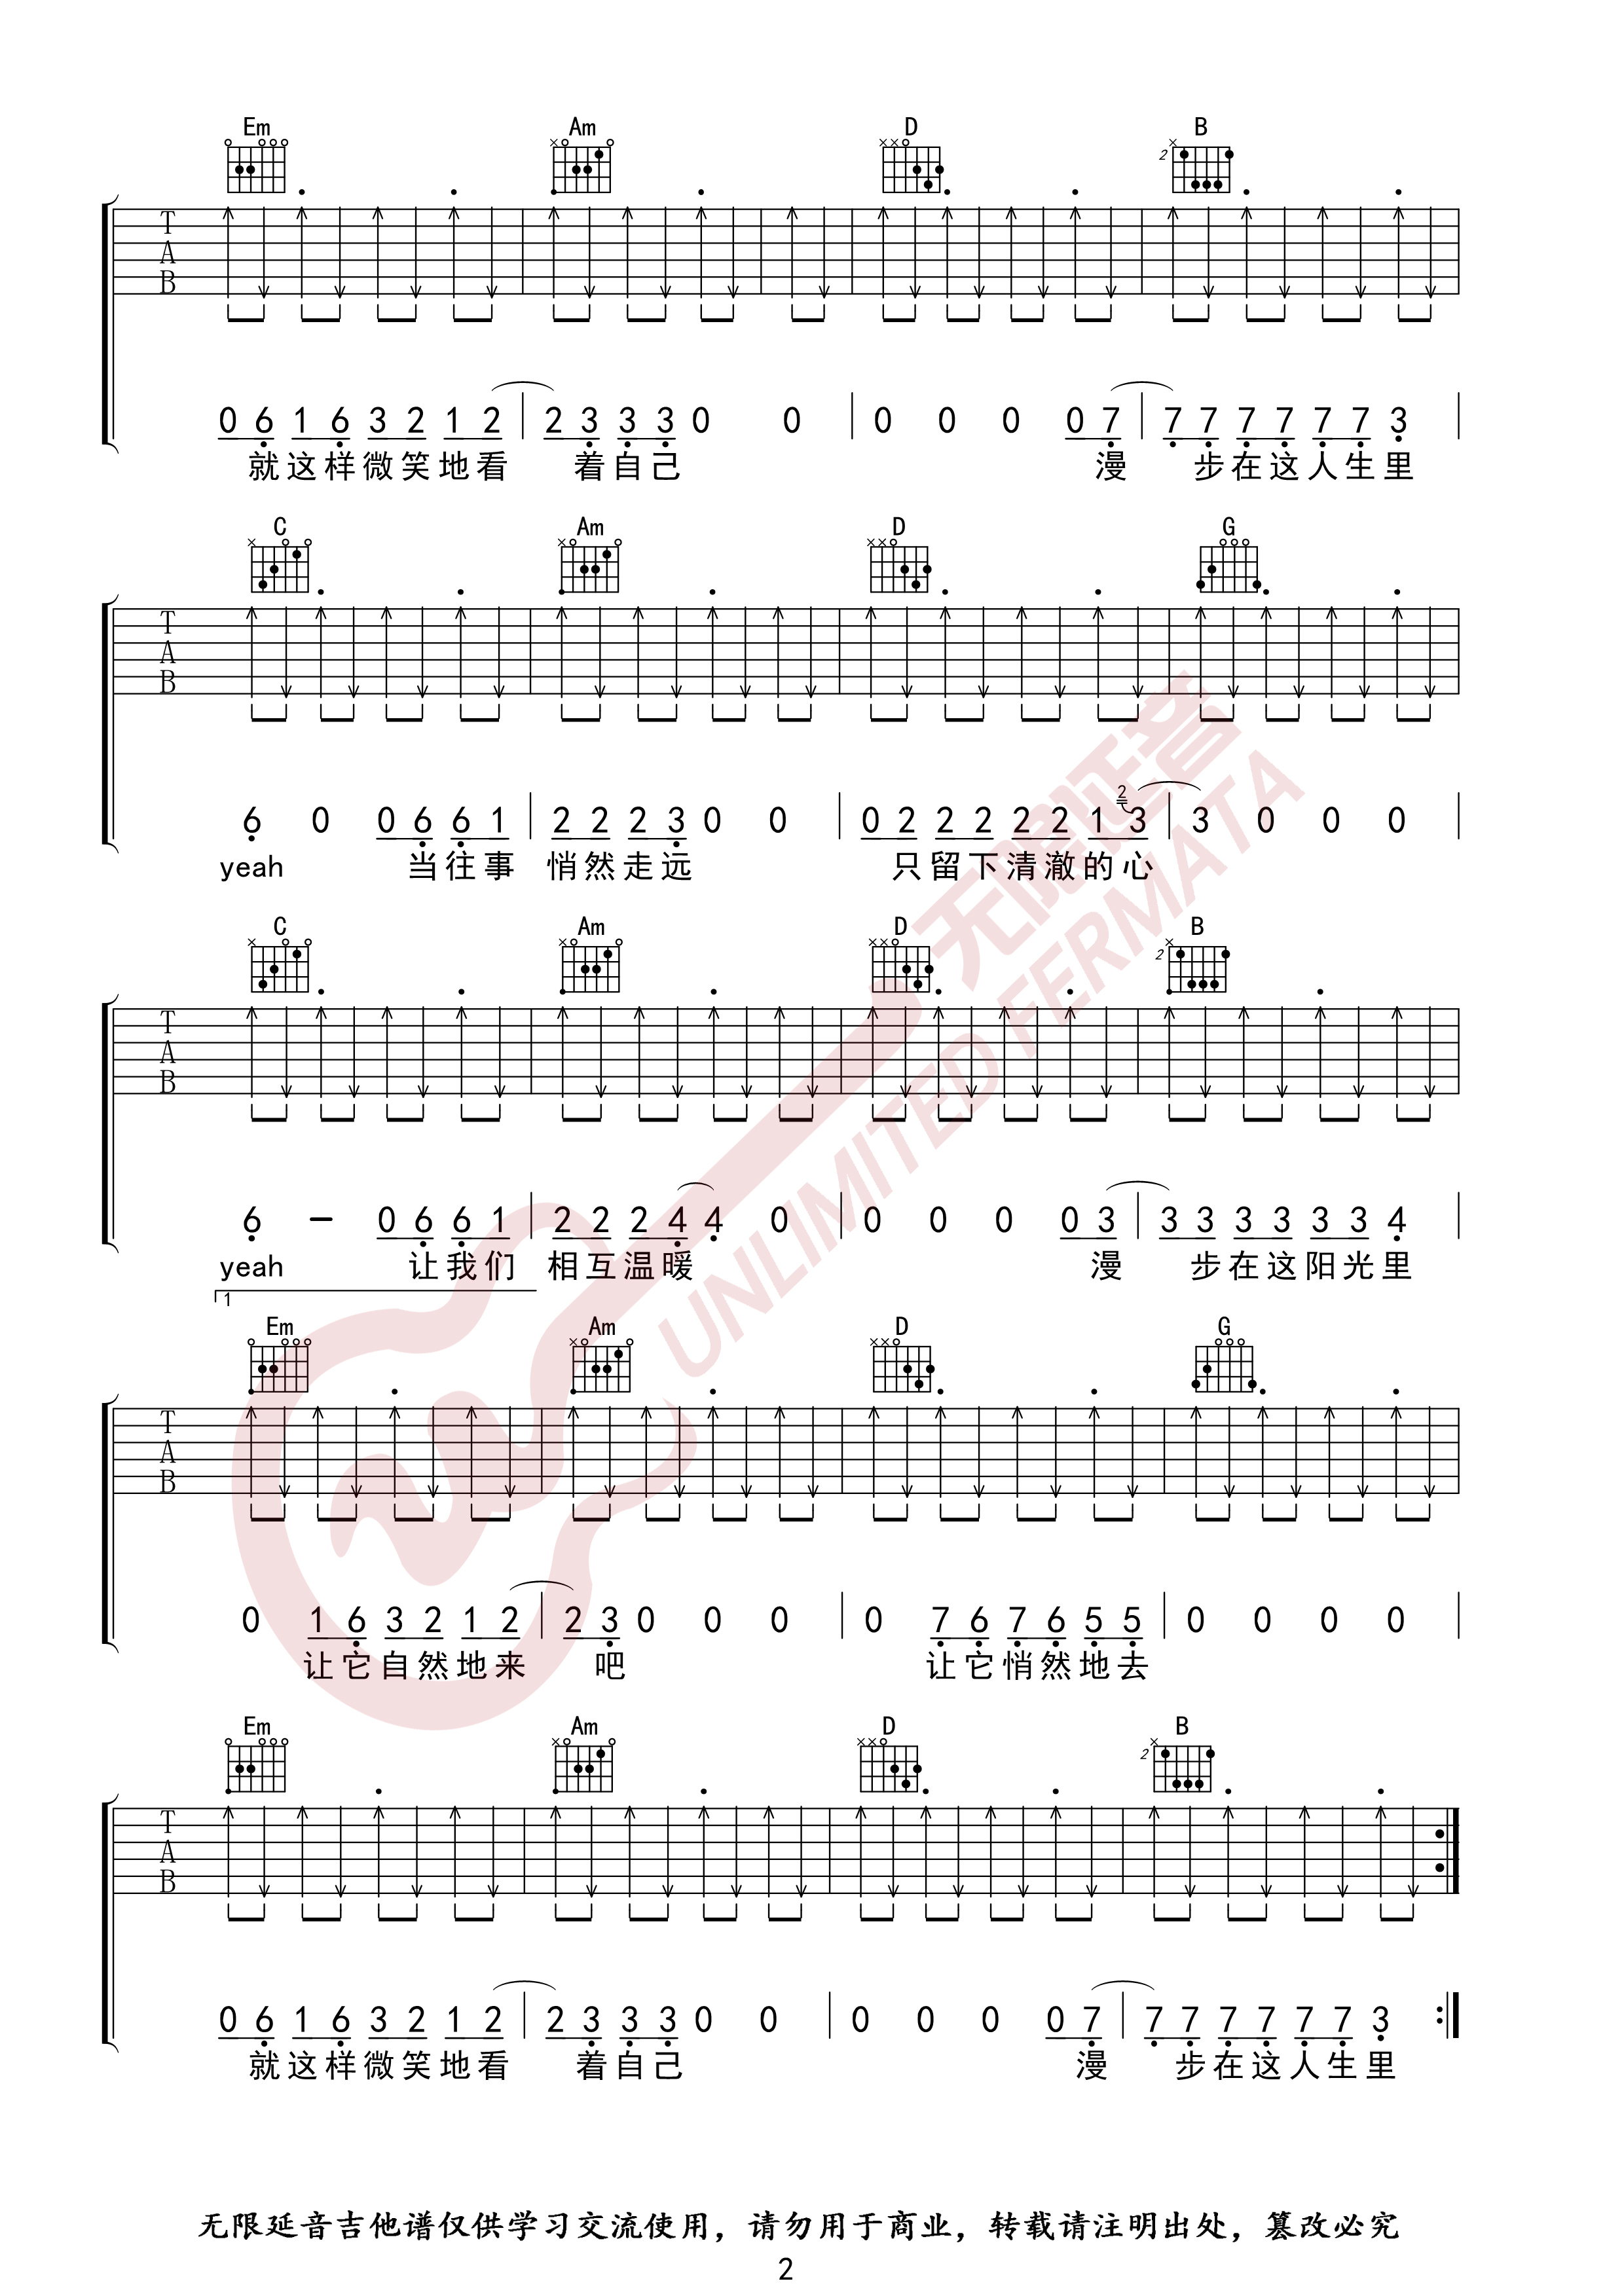 Em Am D B
2
T
A
B
0 6 1 6 3 2 1 2 2 3 3 3 0 0 0 0 0 0 7 7 7 7 7 7 7 3
就这样微笑地看 着自己 漫 步在这人生里
C Am D G
T
A
B
2
6 0 0 6 6 1 2 2 2 3 0 0 0 2 2 2 2 2 1 3 3 0 0 0
yeah 当往事 悄然走远 只留下清澈的心
C Am D B
2
T
A
B
6 – 0 6 6 1 2 2 2 4 4 0 0 0 0 0 3 3 3 3 3 3 3 4
yeah 让我们 相互温暖 漫 步在这阳光里
1
Em Am D G
T
A
B
0 1 6 3 2 1 2 2 3 0 0 0 0 7 6 7 6 5 5 0 0 0 0
让它自然地来 吧 让它悄然地去
Em Am D B
2
T
A
B
0 6 1 6 3 2 1 2 2 3 3 3 0 0 0 0 0 0 7 7 7 7 7 7 7 3
就这样微笑地看 着自己 漫 步在这人生里
无限延音
UNLIMITED FERMATA
无限延音吉他谱仅供学习交流使用，请勿用于商业，转载请注明出处，篡改必究
2